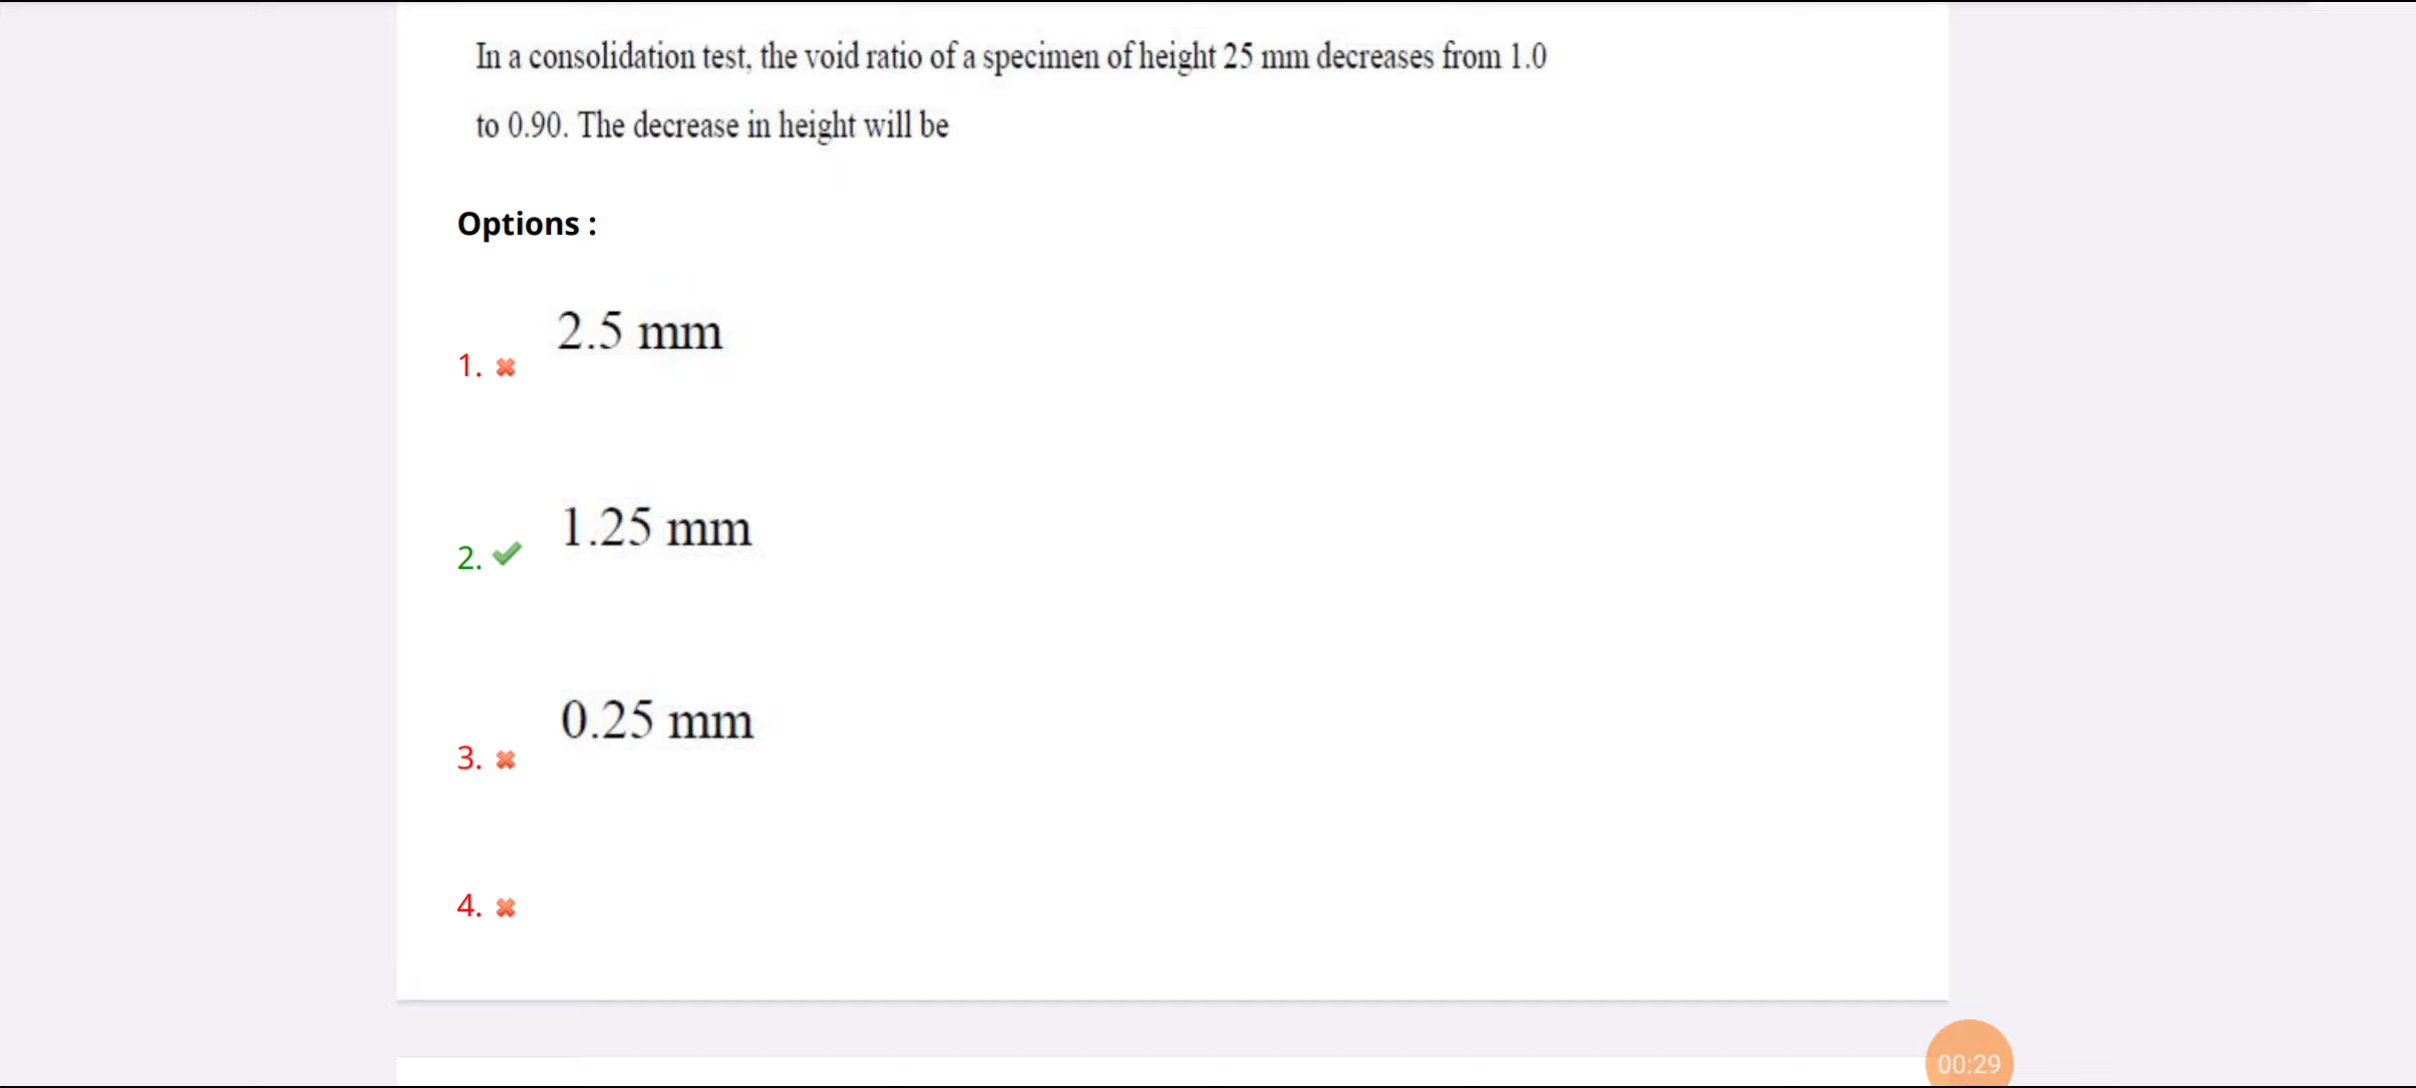 In a consolidation test, the void ratio of a specimen of height 25 mm decreases from 1.0
to 0.90. The decrease in height will be
Options :
2.5 mm
1.
1.25 mm
2.
0.25 mm
3.
4.
00:29